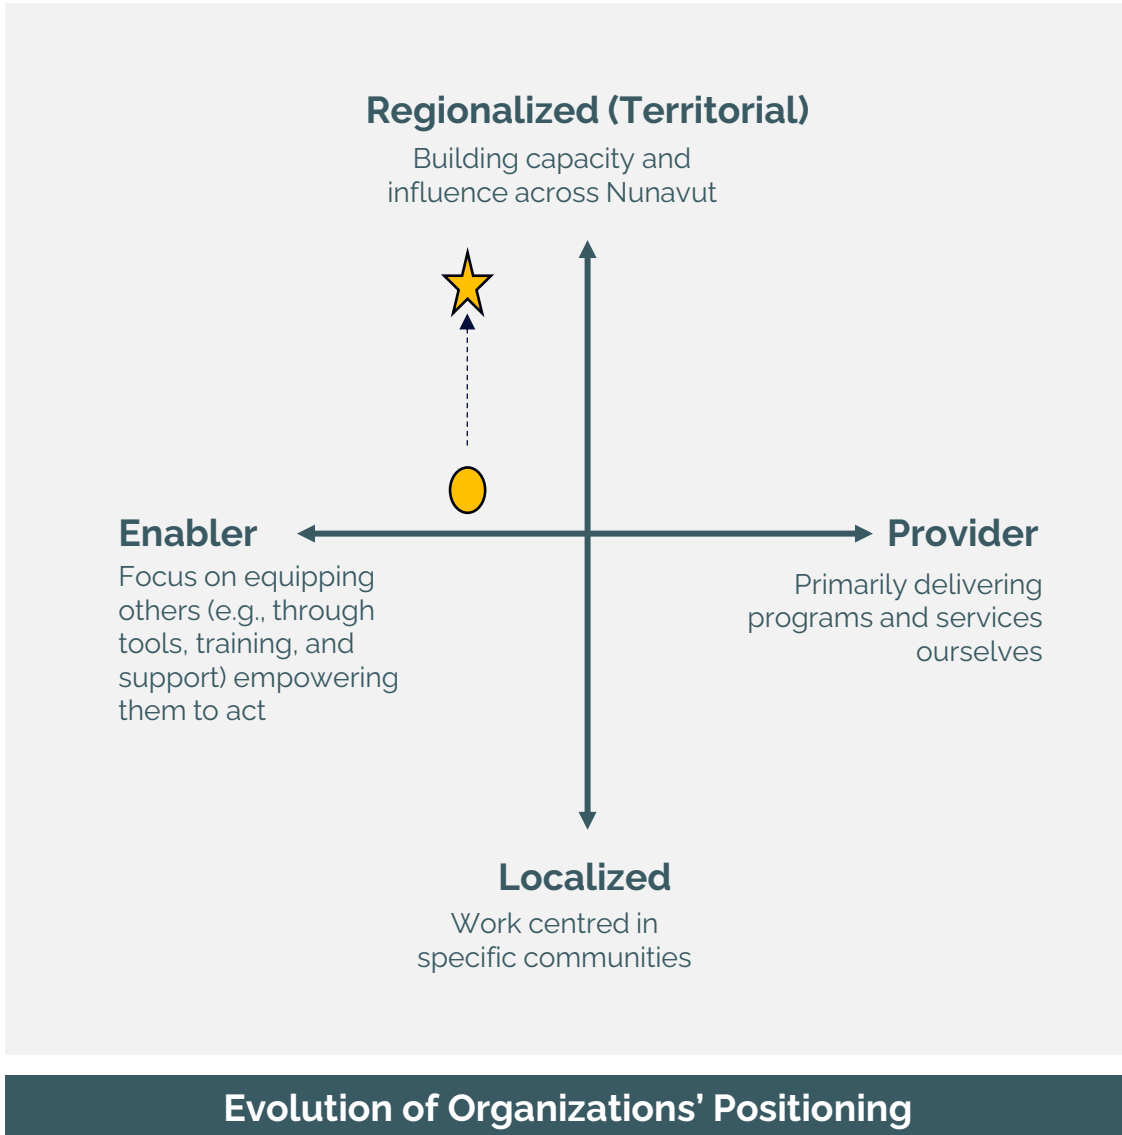 Regionalized (Territorial)
Building capacity and
influence across Nunavut
Enabler
Focus on equipping
others (e.g., through
tools, training, and
support) empowering
them to act
Provider
Primarily delivering
programs and services
ourselves
Localized
Work centred in
specific communities
Evolution of Organizations’ Positioning